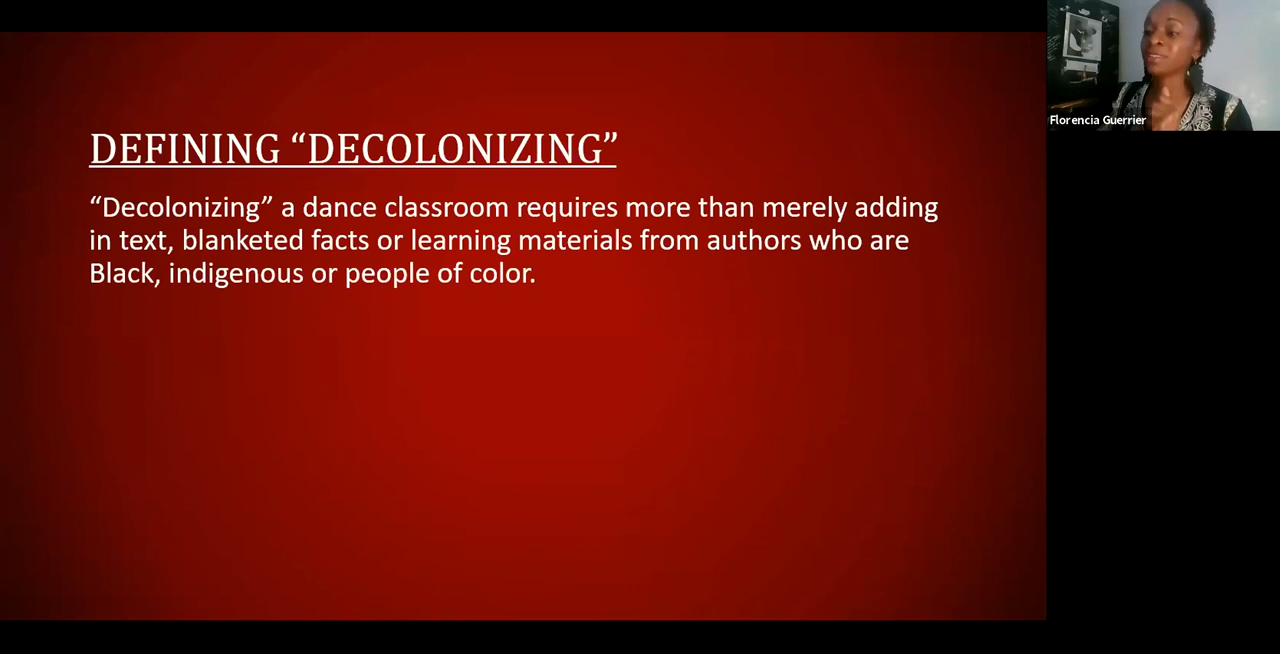 DEFINING “DECOLONIZING”
“Decolonizing” a dance classroom requires more than merely adding
in text, blanketed facts or learning materials from authors who are
Black, indigenous or people of color.
Florencia Guerrier